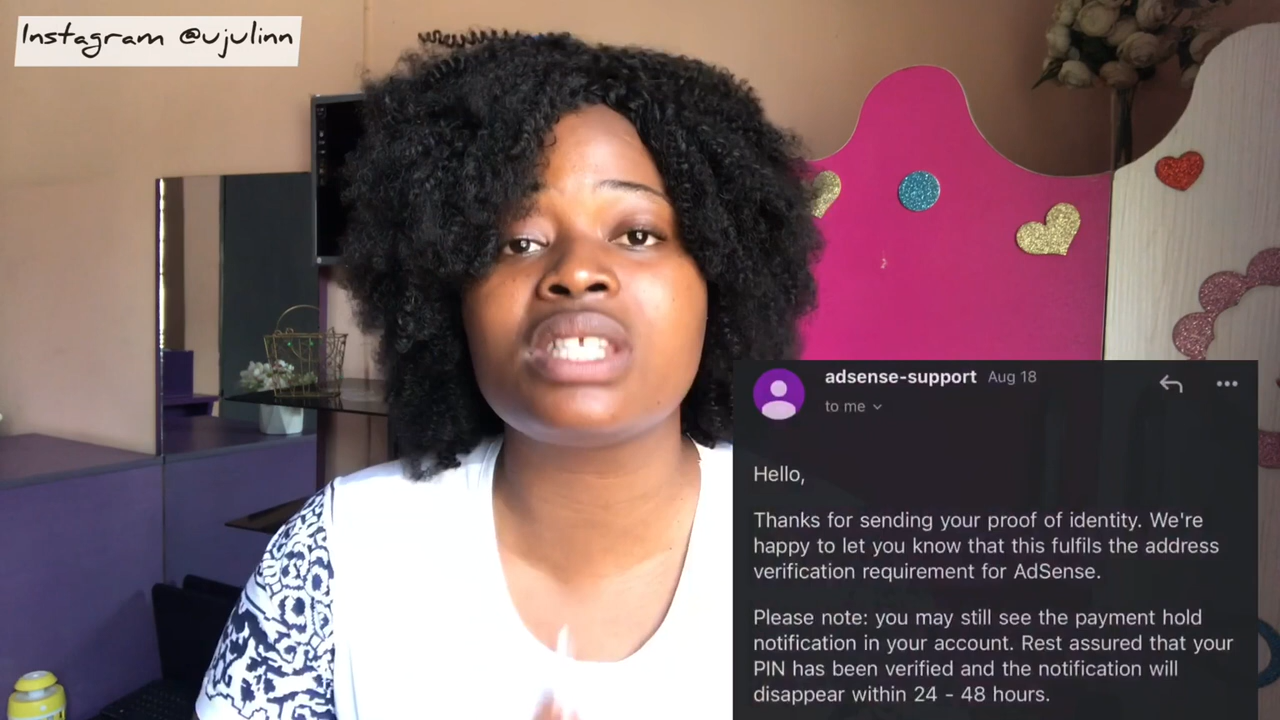 Instagram @ujulinn
adsense-support Aug 18
to me
Hello,
Thanks for sending your proof of identity. We're
happy to let you know that this fulfils the address
verification requirement for AdSense.
Please note: you may still see the payment hold
notification in your account. Rest assured that your
PIN has been verified and the notification will
disappear within 24 - 48 hours.